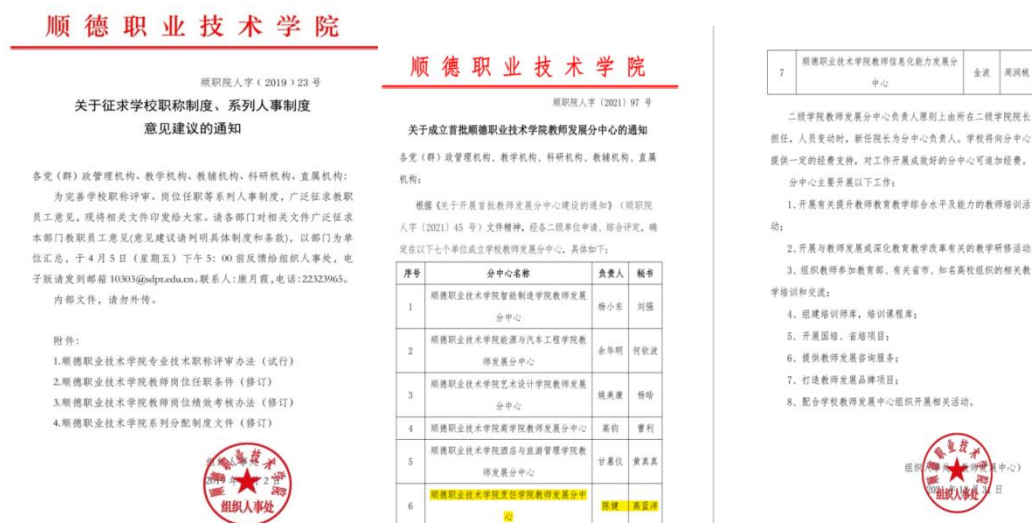 顺德职业技术学院
顺职院人字〔2019〕23 号
关于征求学校职称制度、系列人事制度
意见建议的通知
各党（群）政管理机构、教学机构、教辅机构、科研机构、直属机构：
为完善学校职称评审、岗位任职等系列人事制度，广泛征求教职
员工意见，现将相关文件印发给大家。请各部门对相关文件广泛征求
本部门教职员工意见(意见建议请列明具体制度和条款)，以部门为单
位汇总，于 4 月 5 日（星期五）下午 5：00 前反馈给组织人事处，电
子版请发到邮箱 10303@sdpt.edu.cn。联系人：康月霞，电话：22323965。
内部文件，请勿外传。
附件：
1.顺德职业技术学院专业技术职称评审办法（试行）
2.顺德职业技术学院教师岗位任职条件（修订）
3.顺德职业技术学院教师岗位绩效考核办法（修订）
4.顺德职业技术学院系列分配制度文件（修订）
顺德职业技术学院
组织人事处
顺德职业技术学院
顺职院人字〔2021〕97 号
关于成立首批顺德职业技术学院教师发展分中心的通知
各党（群）政管理机构、教学机构、科研机构、教辅机构、直属
机构：
根据《关于开展首批教师发展分中心建设的通知》（顺职院
人字〔2021〕45 号）文件精神，经各二级单位申请、综合评定，确
定在以下七个单位成立学校教师发展分中心，具体如下：
序号 分中心名称 负责人 秘书
1 顺德职业技术学院智能制造学院教师发展
分中心 杨小东 刘强
2 顺德职业技术学院能源与汽车工程学院教
师发展分中心 余华明 何钦波
3 顺德职业技术学院艺术设计学院教师发展
分中心 姚美康 杨晗
4 顺德职业技术学院商学院教师发展分中心 高钧 曹利
5 顺德职业技术学院酒店与旅游管理学院教
师发展分中心 甘慕仪 黄真真
6 顺德职业技术学院烹饪学院教师发展分中
心 陈健 高蓝洋
7 顺德职业技术学院教师信息化能力发展分
中心 金波 周润桃
二级学院教师发展分中心负责人原则上由所在二级学院院长
担任，人员变动时，新任院长为分中心负责人。学校将向分中心
提供一定的经费支持，对工作开展成效好的分中心可追加经费。
分中心主要开展以下工作：
1、开展有关提升教师教育教学综合水平及能力的教师培训活
动；
2、开展与教师发展或深化教育教学改革有关的教学研修活动
3、组织教师参加教育部、有关省市、知名高校组织的相关教
学培训和交流；
4、组建培训师库，培训课程库；
5、开展国培、省培项目；
6、提供教师发展咨询服务；
7、打造教师发展品牌项目；
8、配合学校教师发展中心组织开展相关活动。
顺德职业技术学院
组织人事处